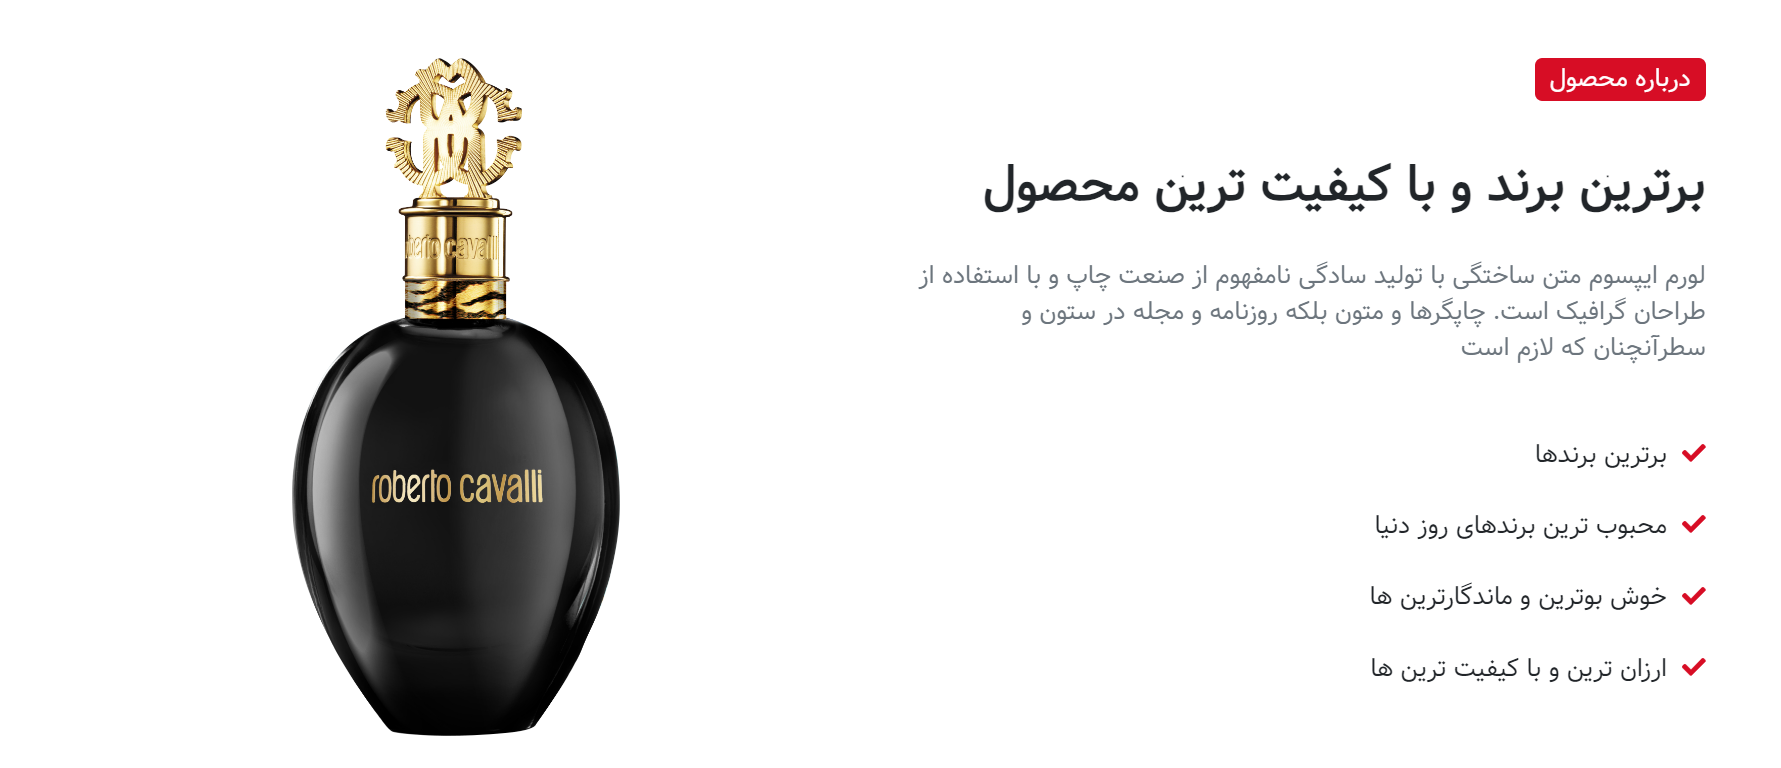 درباره محصول
برترین برند و با کیفیت ترین محصول
لورم ایپسوم متن ساختگی با تولید سادگی نامفهوم از صنعت چاپ و با استفاده از
طراحان گرافیک است. چاپگرها و متون بلکه روزنامه و مجله در ستون و
سطرآنچنان که لازم است
برترین برندها
محبوب ترین برندهای روز دنیا
خوش بوترین و ماندگارترین ها
ارزان ترین و با کیفیت ترین ها
roberto cavalli
roberto cavalli